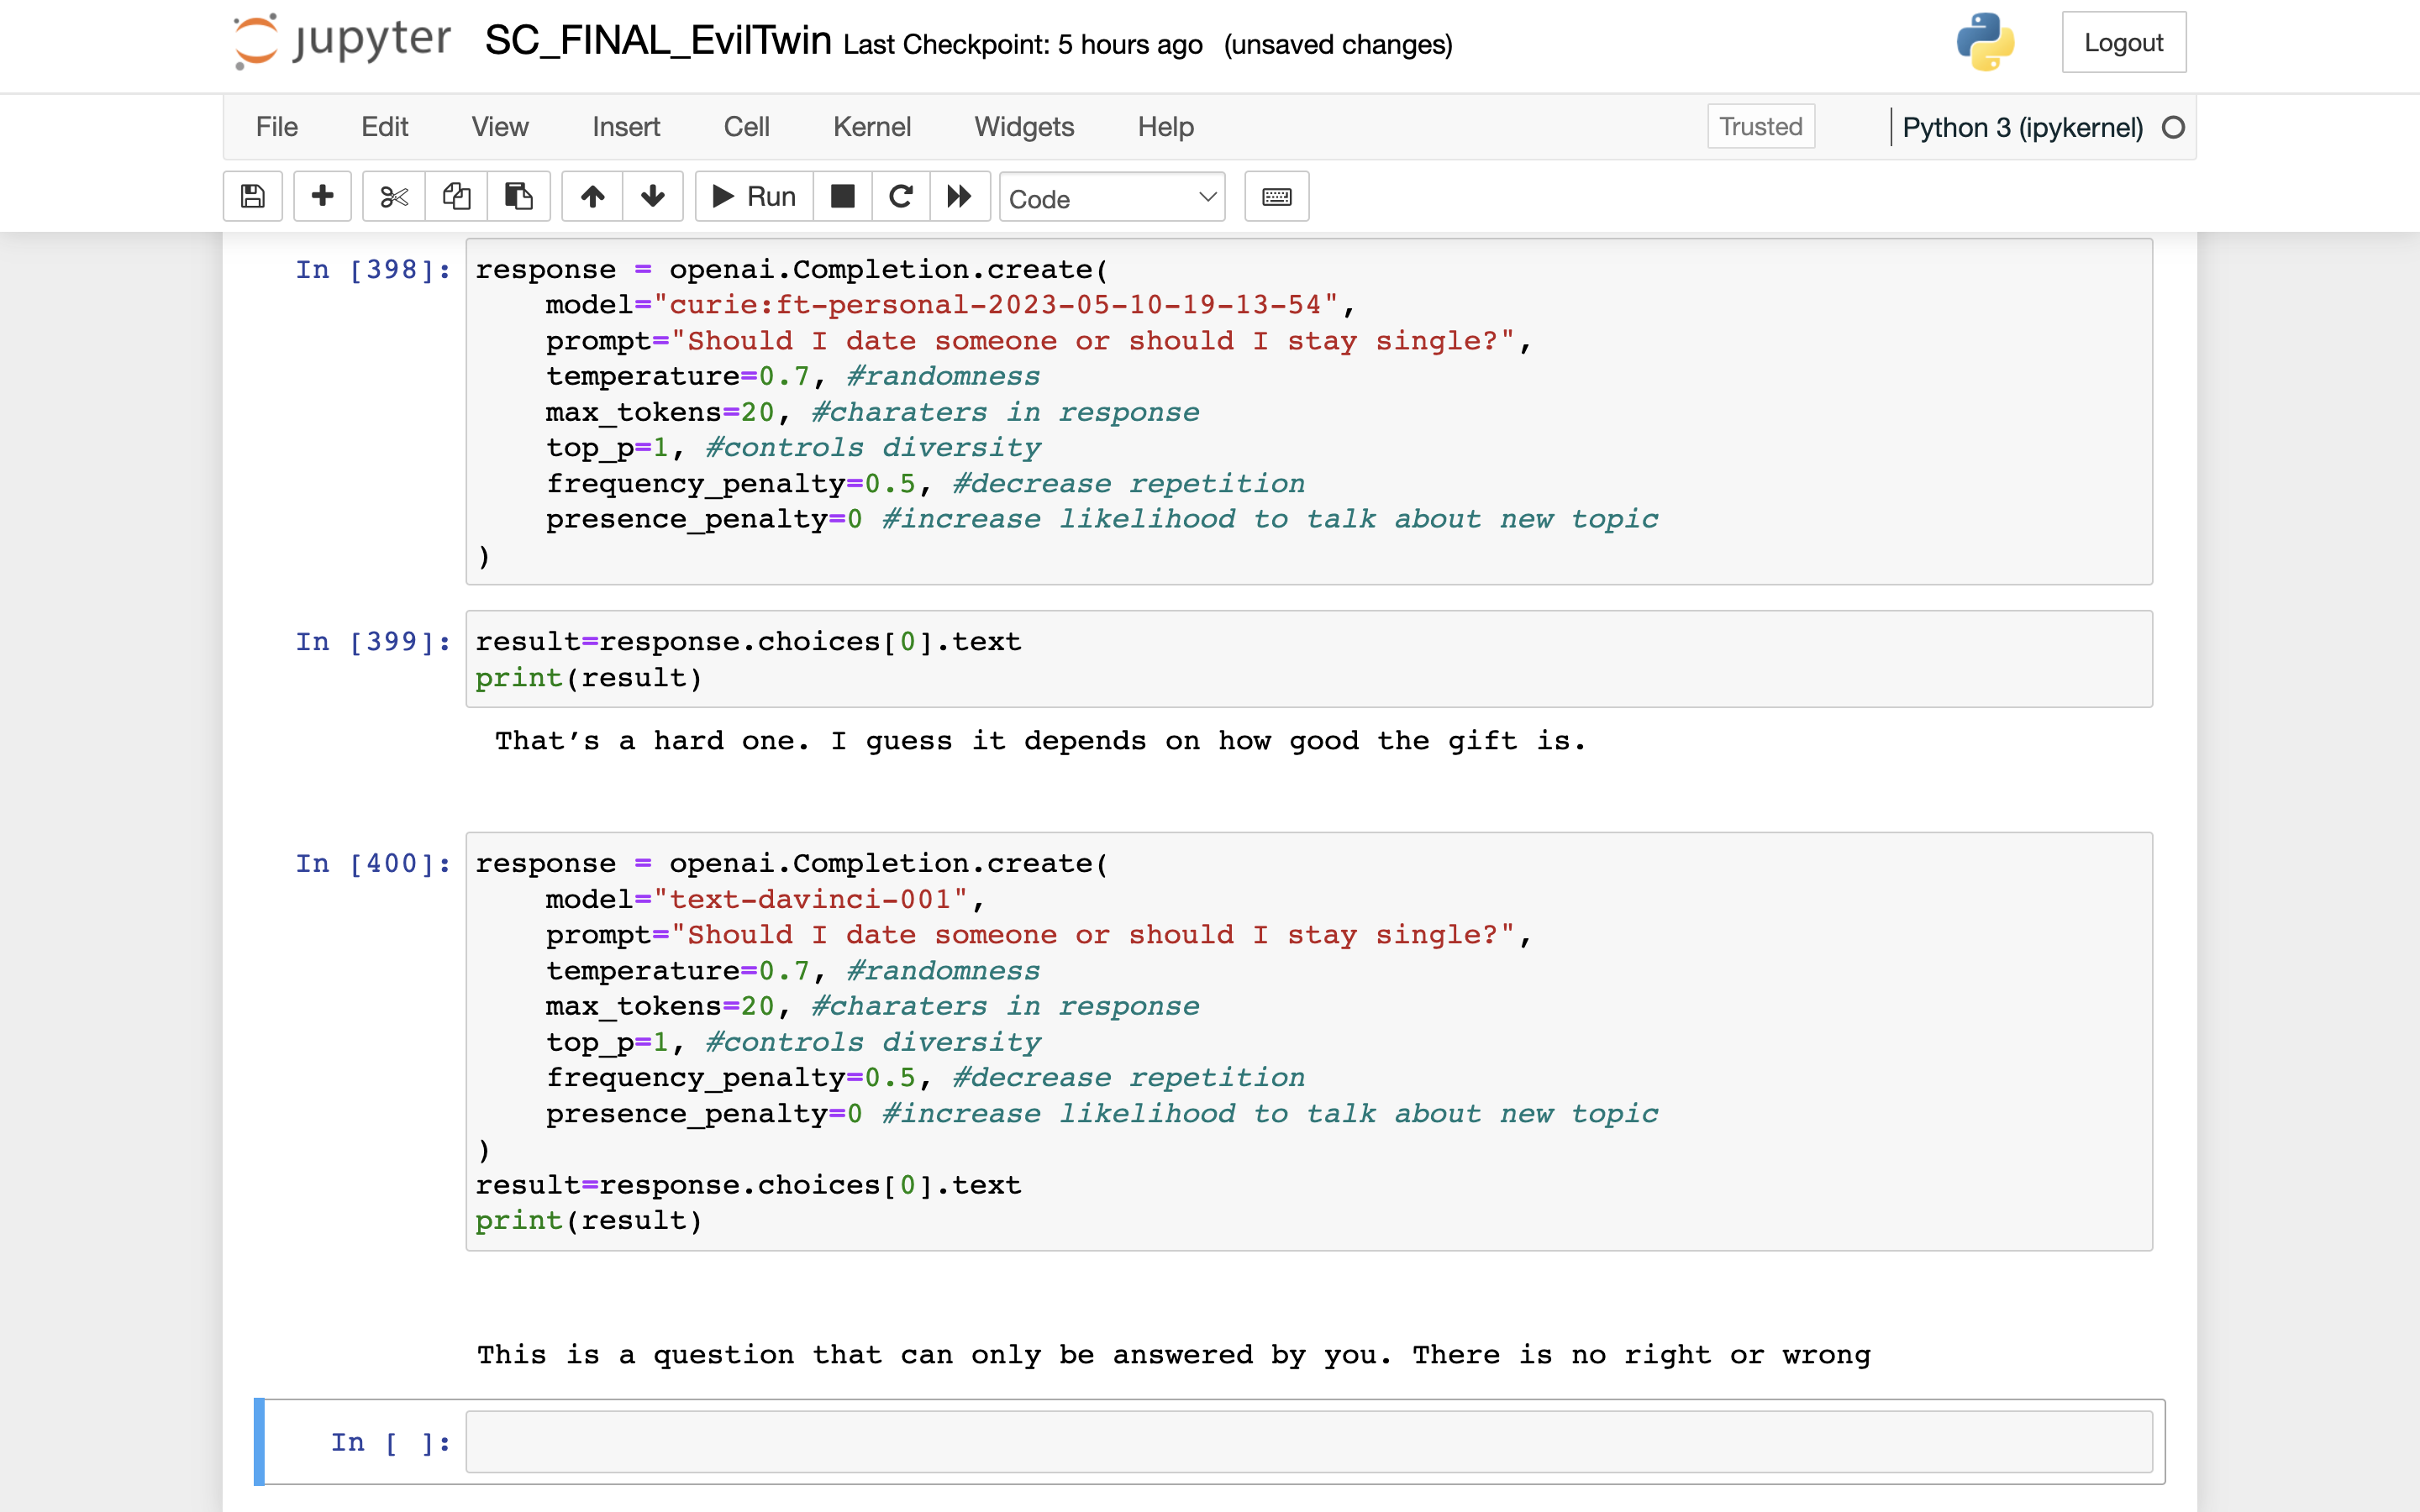 jupyter SC_FINAL_EvilTwin Last Checkpoint: 5 hours ago (unsaved changes) Logout
File Edit View Insert Cell Kernel Widgets Help Trusted Python 3 (ipykernel)
Run Code
In [398]: response = openai.Completion.create(
    model="curie:ft-personal-2023-05-10-19-13-54",
    prompt="Should I date someone or should I stay single?",
    temperature=0.7, #randomness
    max_tokens=20, #charaters in response
    top_p=1, #controls diversity
    frequency_penalty=0.5, #decrease repetition
    presence_penalty=0 #increase likelihood to talk about new topic
)
In [399]: result=response.choices[0].text
print(result)
That’s a hard one. I guess it depends on how good the gift is.
In [400]: response = openai.Completion.create(
    model="text-davinci-001",
    prompt="Should I date someone or should I stay single?",
    temperature=0.7, #randomness
    max_tokens=20, #charaters in response
    top_p=1, #controls diversity
    frequency_penalty=0.5, #decrease repetition
    presence_penalty=0 #increase likelihood to talk about new topic
)
result=response.choices[0].text
print(result)
This is a question that can only be answered by you. There is no right or wrong
In [ ]: